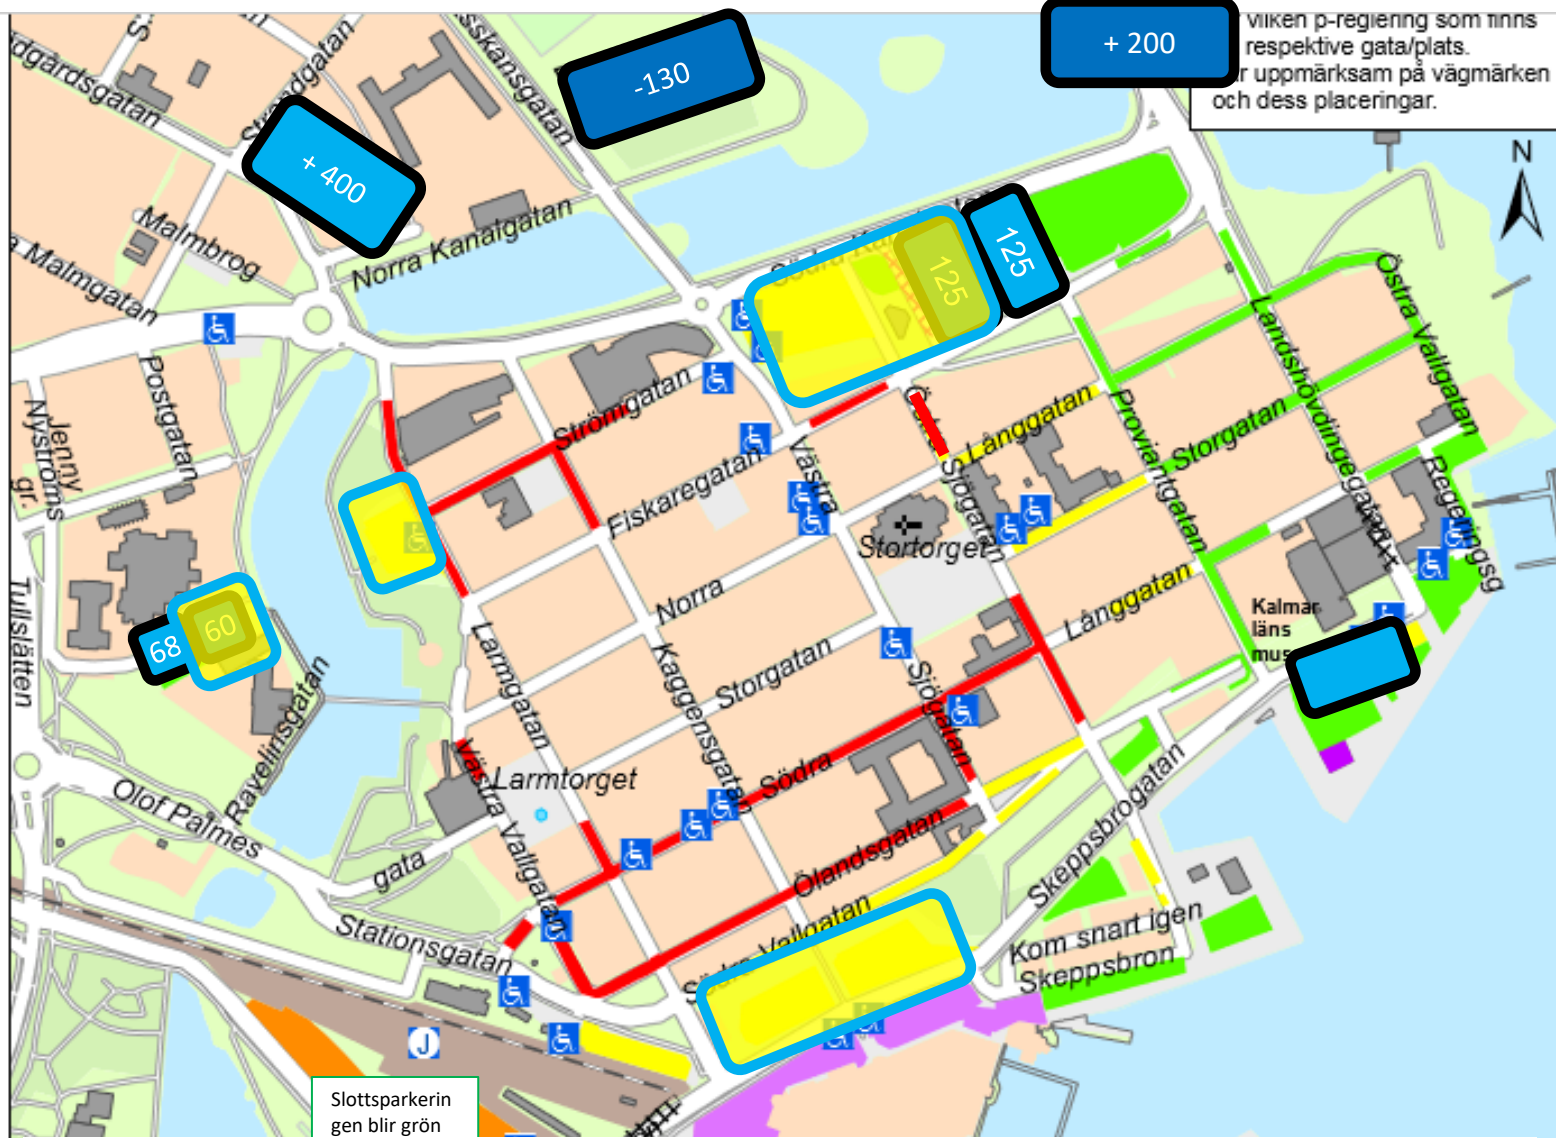 vilken p-reglering som finns
+ 200
respektive gata/plats.
-130
uppmärksam på vägmärken
och dess placeringar.
N
Strandgatan
+ 400
Malmbrog
Norra Kanalgatan
Malmgatan
125
125
Östra Vallgatan
Landshövdingegatan
Postgatan
Jenny
Nyströms
gr.
Strömgatan
Fiskaregatan
Västra
Sjögatan
Långgatan
Proviantgatan
Storgatan
Regeringsg
Stortorget
Norra
Långgatan
Kalmar
läns
Tullslätten
68
60
Larmgatan
Kaggensgatan
Storgatan
Sjögatan
Ravelinsgatan
Södra
Larmtorget
Västra Vallgatan
Olof Palmes
gata
Ölandsgatan
Skeppsbrogatan
Södra Vallgatan
Stationsgatan
Kom snart igen
Skeppsbron
J
Slottsparkerin
gen blir grön